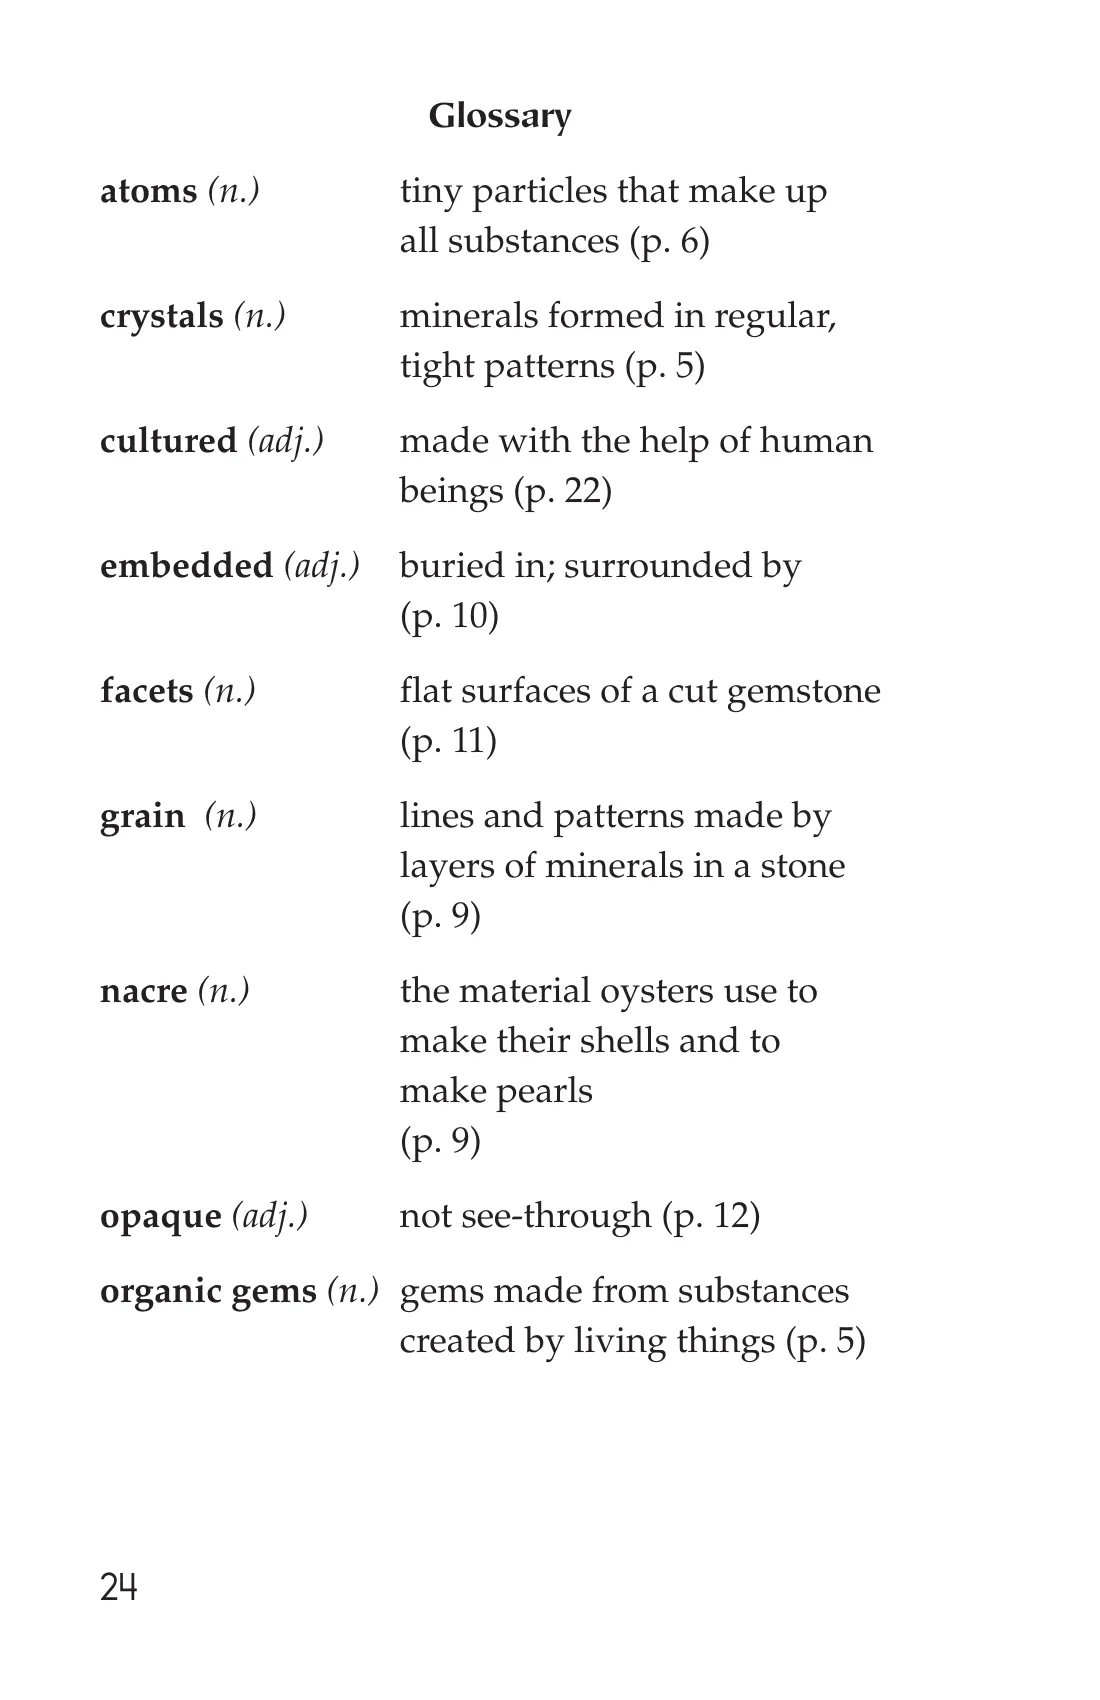 Glossary
atoms (n.) tiny particles that make up
all substances (p. 6)
crystals (n.) minerals formed in regular,
tight patterns (p. 5)
cultured (adj.) made with the help of human
beings (p. 22)
embedded (adj.) buried in; surrounded by
(p. 10)
facets (n.) flat surfaces of a cut gemstone
(p. 11)
grain (n.) lines and patterns made by
layers of minerals in a stone
(p. 9)
nacre (n.) the material oysters use to
make their shells and to
make pearls
(p. 9)
opaque (adj.) not see-through (p. 12)
organic gems (n.) gems made from substances
created by living things (p. 5)
24